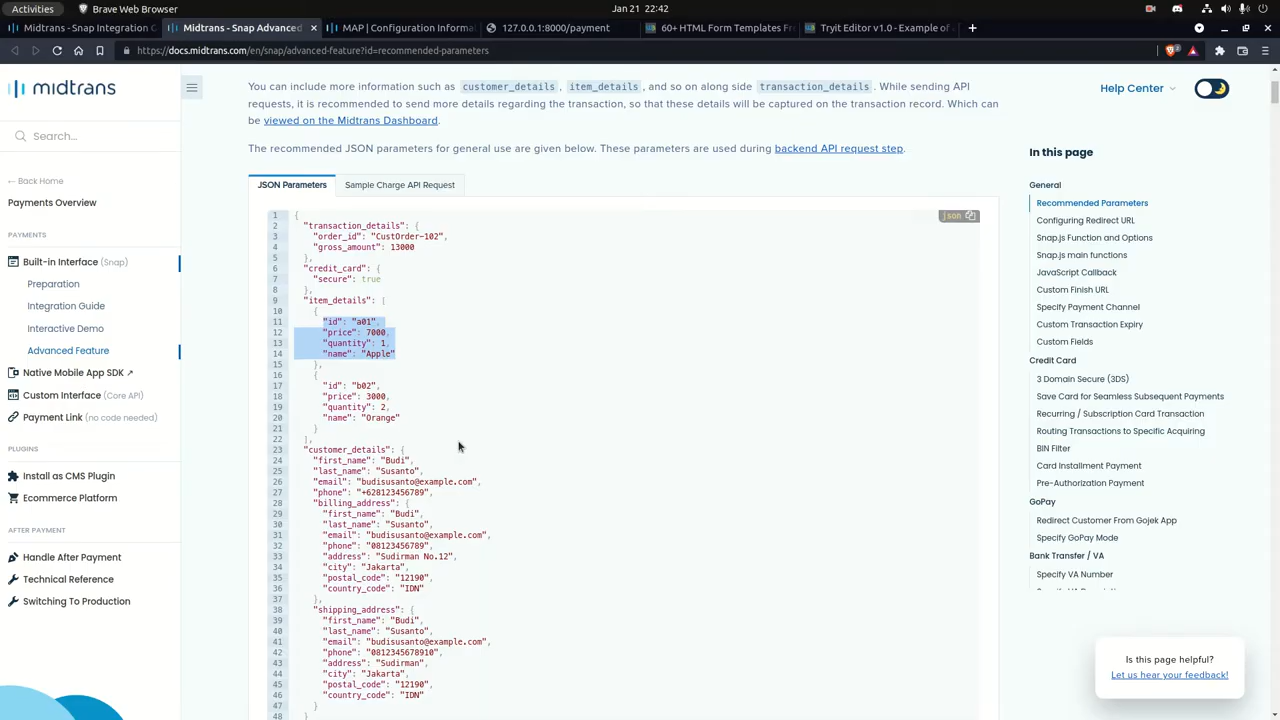 Activities
Brave Web Browser
Jan 21 22:42
Midtrans - Snap Integration G
Midtrans - Snap Advanced
MAP | Configuration Informat
127.0.0.1:8000/payment
60+ HTML Form Templates Fr
Tryit Editor v1.0 - Example of
https://docs.midtrans.com/en/snap/advanced-feature?id=recommended-parameters
midtrans
Search...
← Back Home
Payments Overview
PAYMENTS
Built-in Interface (Snap)
Preparation
Integration Guide
Interactive Demo
Advanced Feature
Native Mobile App SDK ↗
Custom Interface (Core API)
Payment Link (no code needed)
PLUGINS
Install as CMS Plugin
Ecommerce Platform
AFTER PAYMENT
Handle After Payment
Technical Reference
Switching To Production
You can include more information such as customer_details, item_details, and so on along side transaction_details. While sending API
requests, it is recommended to send more details regarding the transaction, so that these details will be captured on the transaction record. Which can
be viewed on the Midtrans Dashboard.
The recommended JSON parameters for general use are given below. These parameters are used during backend API request step.
JSON Parameters
Sample Charge API Request
json
1 {
2 "transaction_details": {
3 "order_id": "CustOrder-102",
4 "gross_amount": 13000
5 },
6 "credit_card": {
7 "secure": true
8 },
9 "item_details": [
10 {
11 "id": "a01",
12 "price": 7000,
13 "quantity": 1,
14 "name": "Apple"
15 },
16 {
17 "id": "b02",
18 "price": 3000,
19 "quantity": 2,
20 "name": "Orange"
21 }
22 ],
23 "customer_details": {
24 "first_name": "Budi",
25 "last_name": "Susanto",
26 "email": "budisusanto@example.com",
27 "phone": "+628123456789",
28 "billing_address": {
29 "first_name": "Budi",
30 "last_name": "Susanto",
31 "email": "budisusanto@example.com",
32 "phone": "08123456789",
33 "address": "Sudirman No.12",
34 "city": "Jakarta",
35 "postal_code": "12190",
36 "country_code": "IDN"
37 },
38 "shipping_address": {
39 "first_name": "Budi",
40 "last_name": "Susanto",
41 "email": "budisusanto@example.com",
42 "phone": "0812345678910",
43 "address": "Sudirman",
44 "city": "Jakarta",
45 "postal_code": "12190",
46 "country_code": "IDN"
47 }
48 }
Help Center
In this page
General
Recommended Parameters
Configuring Redirect URL
Snap.js Function and Options
Snap.js main functions
JavaScript Callback
Custom Finish URL
Specify Payment Channel
Custom Transaction Expiry
Custom Fields
Credit Card
3 Domain Secure (3DS)
Save Card for Seamless Subsequent Payments
Recurring / Subscription Card Transaction
Routing Transactions to Specific Acquiring
BIN Filter
Card Installment Payment
Pre-Authorization Payment
GoPay
Redirect Customer From Gojek App
Specify GoPay Mode
Bank Transfer / VA
Specify VA Number
Is this page helpful?
Let us hear your feedback!